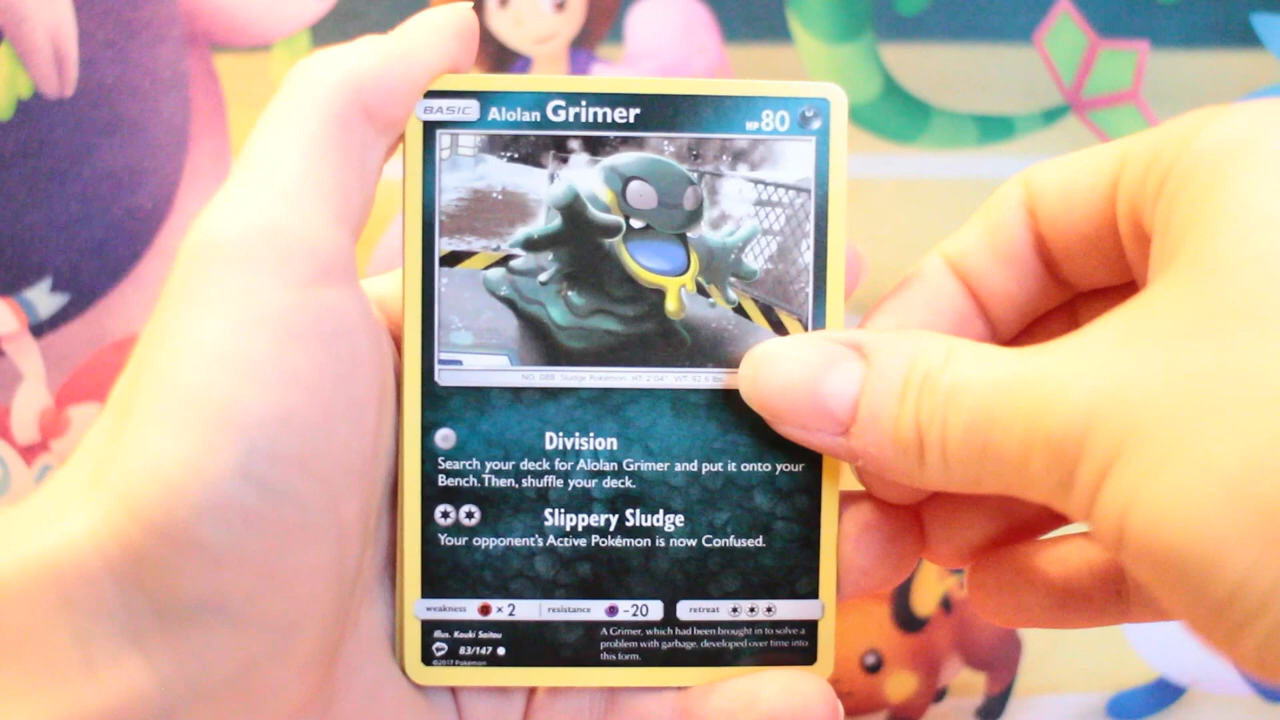 BASIC Alolan Grimer HP 80
NO. 088 Sludge Pokémon HT: 2'04" WT: 92.6 lbs.
Division
Search your deck for Alolan Grimer and put it onto your
Bench. Then, shuffle your deck.
Slippery Sludge
Your opponent's Active Pokémon is now Confused.
weakness × 2 resistance -20 retreat
Illus. Kouki Saitou
83/147
©2017 Pokémon
A Grimer, which had been brought in to solve a
problem with garbage, developed over time into
this form.